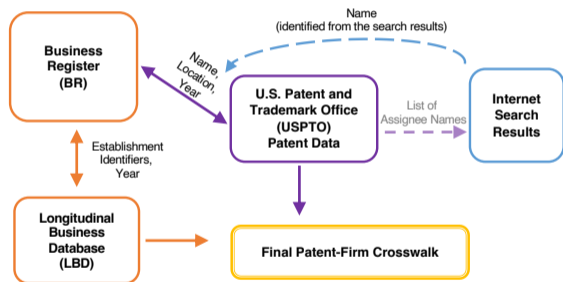 Name
(identified from the search results)
Business
Register
(BR)
Name,
Location,
Year
U.S. Patent and
Trademark Office
(USPTO)
Patent Data
List of
Assignee Names
Internet
Search
Results
Establishment
Identifiers,
Year
Longitudinal
Business
Database
(LBD)
Final Patent-Firm Crosswalk